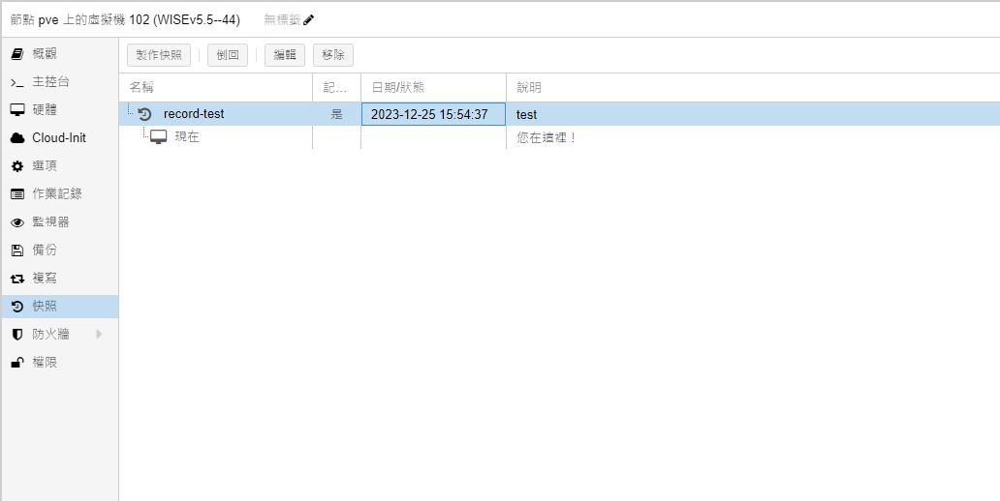 節點 pve 上的虛擬機 102 (WISEv5.5--44) 無標籤
概觀
主控台
硬體
Cloud-Init
選項
作業記錄
監視器
備份
複寫
快照
防火牆
權限
製作快照 倒回 編輯 移除
名稱 記... 日期/狀態 說明
record-test 是 2023-12-25 15:54:37 test
現在 您在這裡！